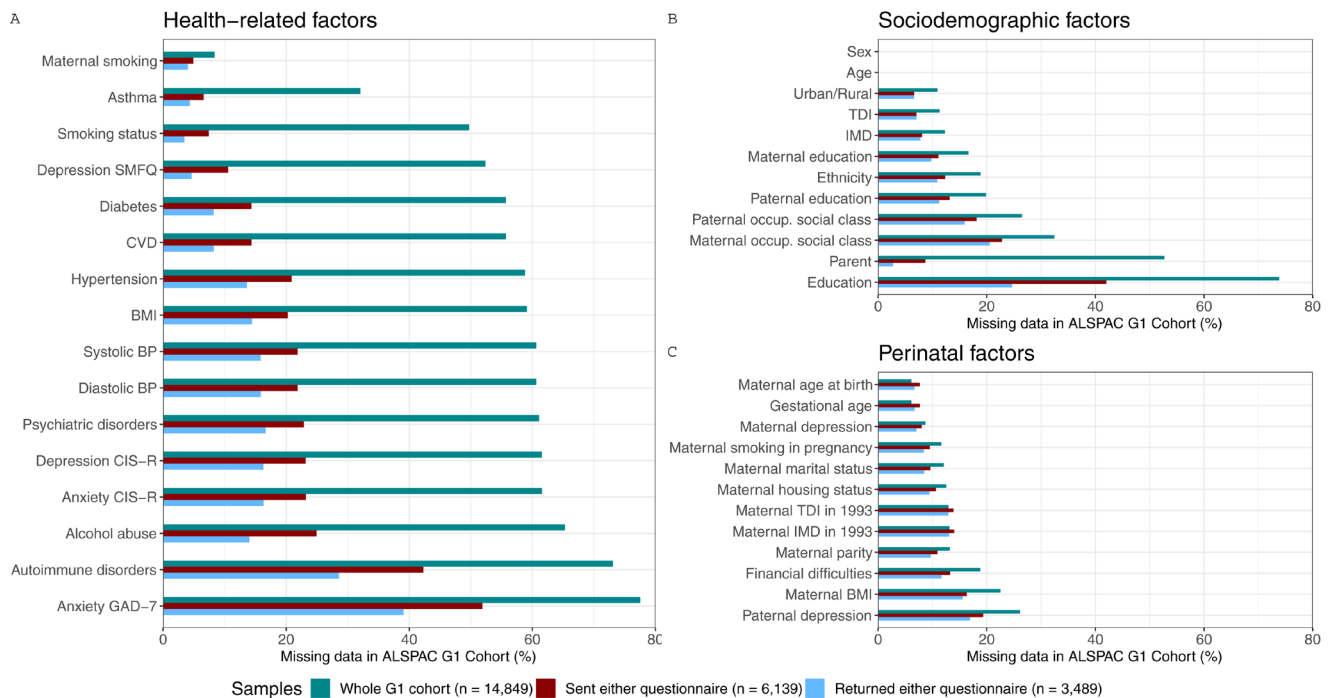 A
Health-related factors
Maternal smoking
Asthma
Smoking status
Depression SMFQ
Diabetes
CVD
Hypertension
BMI
Systolic BP
Diastolic BP
Psychiatric disorders
Depression CIS-R
Anxiety CIS-R
Alcohol abuse
Autoimmune disorders
Anxiety GAD-7
0 20 40 60 80
Missing data in ALSPAC G1 Cohort (%)
B
Sociodemographic factors
Sex
Age
Urban/Rural
TDI
IMD
Maternal education
Ethnicity
Paternal education
Paternal occup. social class
Maternal occup. social class
Parent
Education
0 20 40 60 80
Missing data in ALSPAC G1 Cohort (%)
C
Perinatal factors
Maternal age at birth
Gestational age
Maternal depression
Maternal smoking in pregnancy
Maternal marital status
Maternal housing status
Maternal TDI in 1993
Maternal IMD in 1993
Maternal parity
Financial difficulties
Maternal BMI
Paternal depression
0 20 40 60 80
Missing data in ALSPAC G1 Cohort (%)
Samples Whole G1 cohort (n = 14,849) Sent either questionnaire (n = 6,139) Returned either questionnaire (n = 3,489)